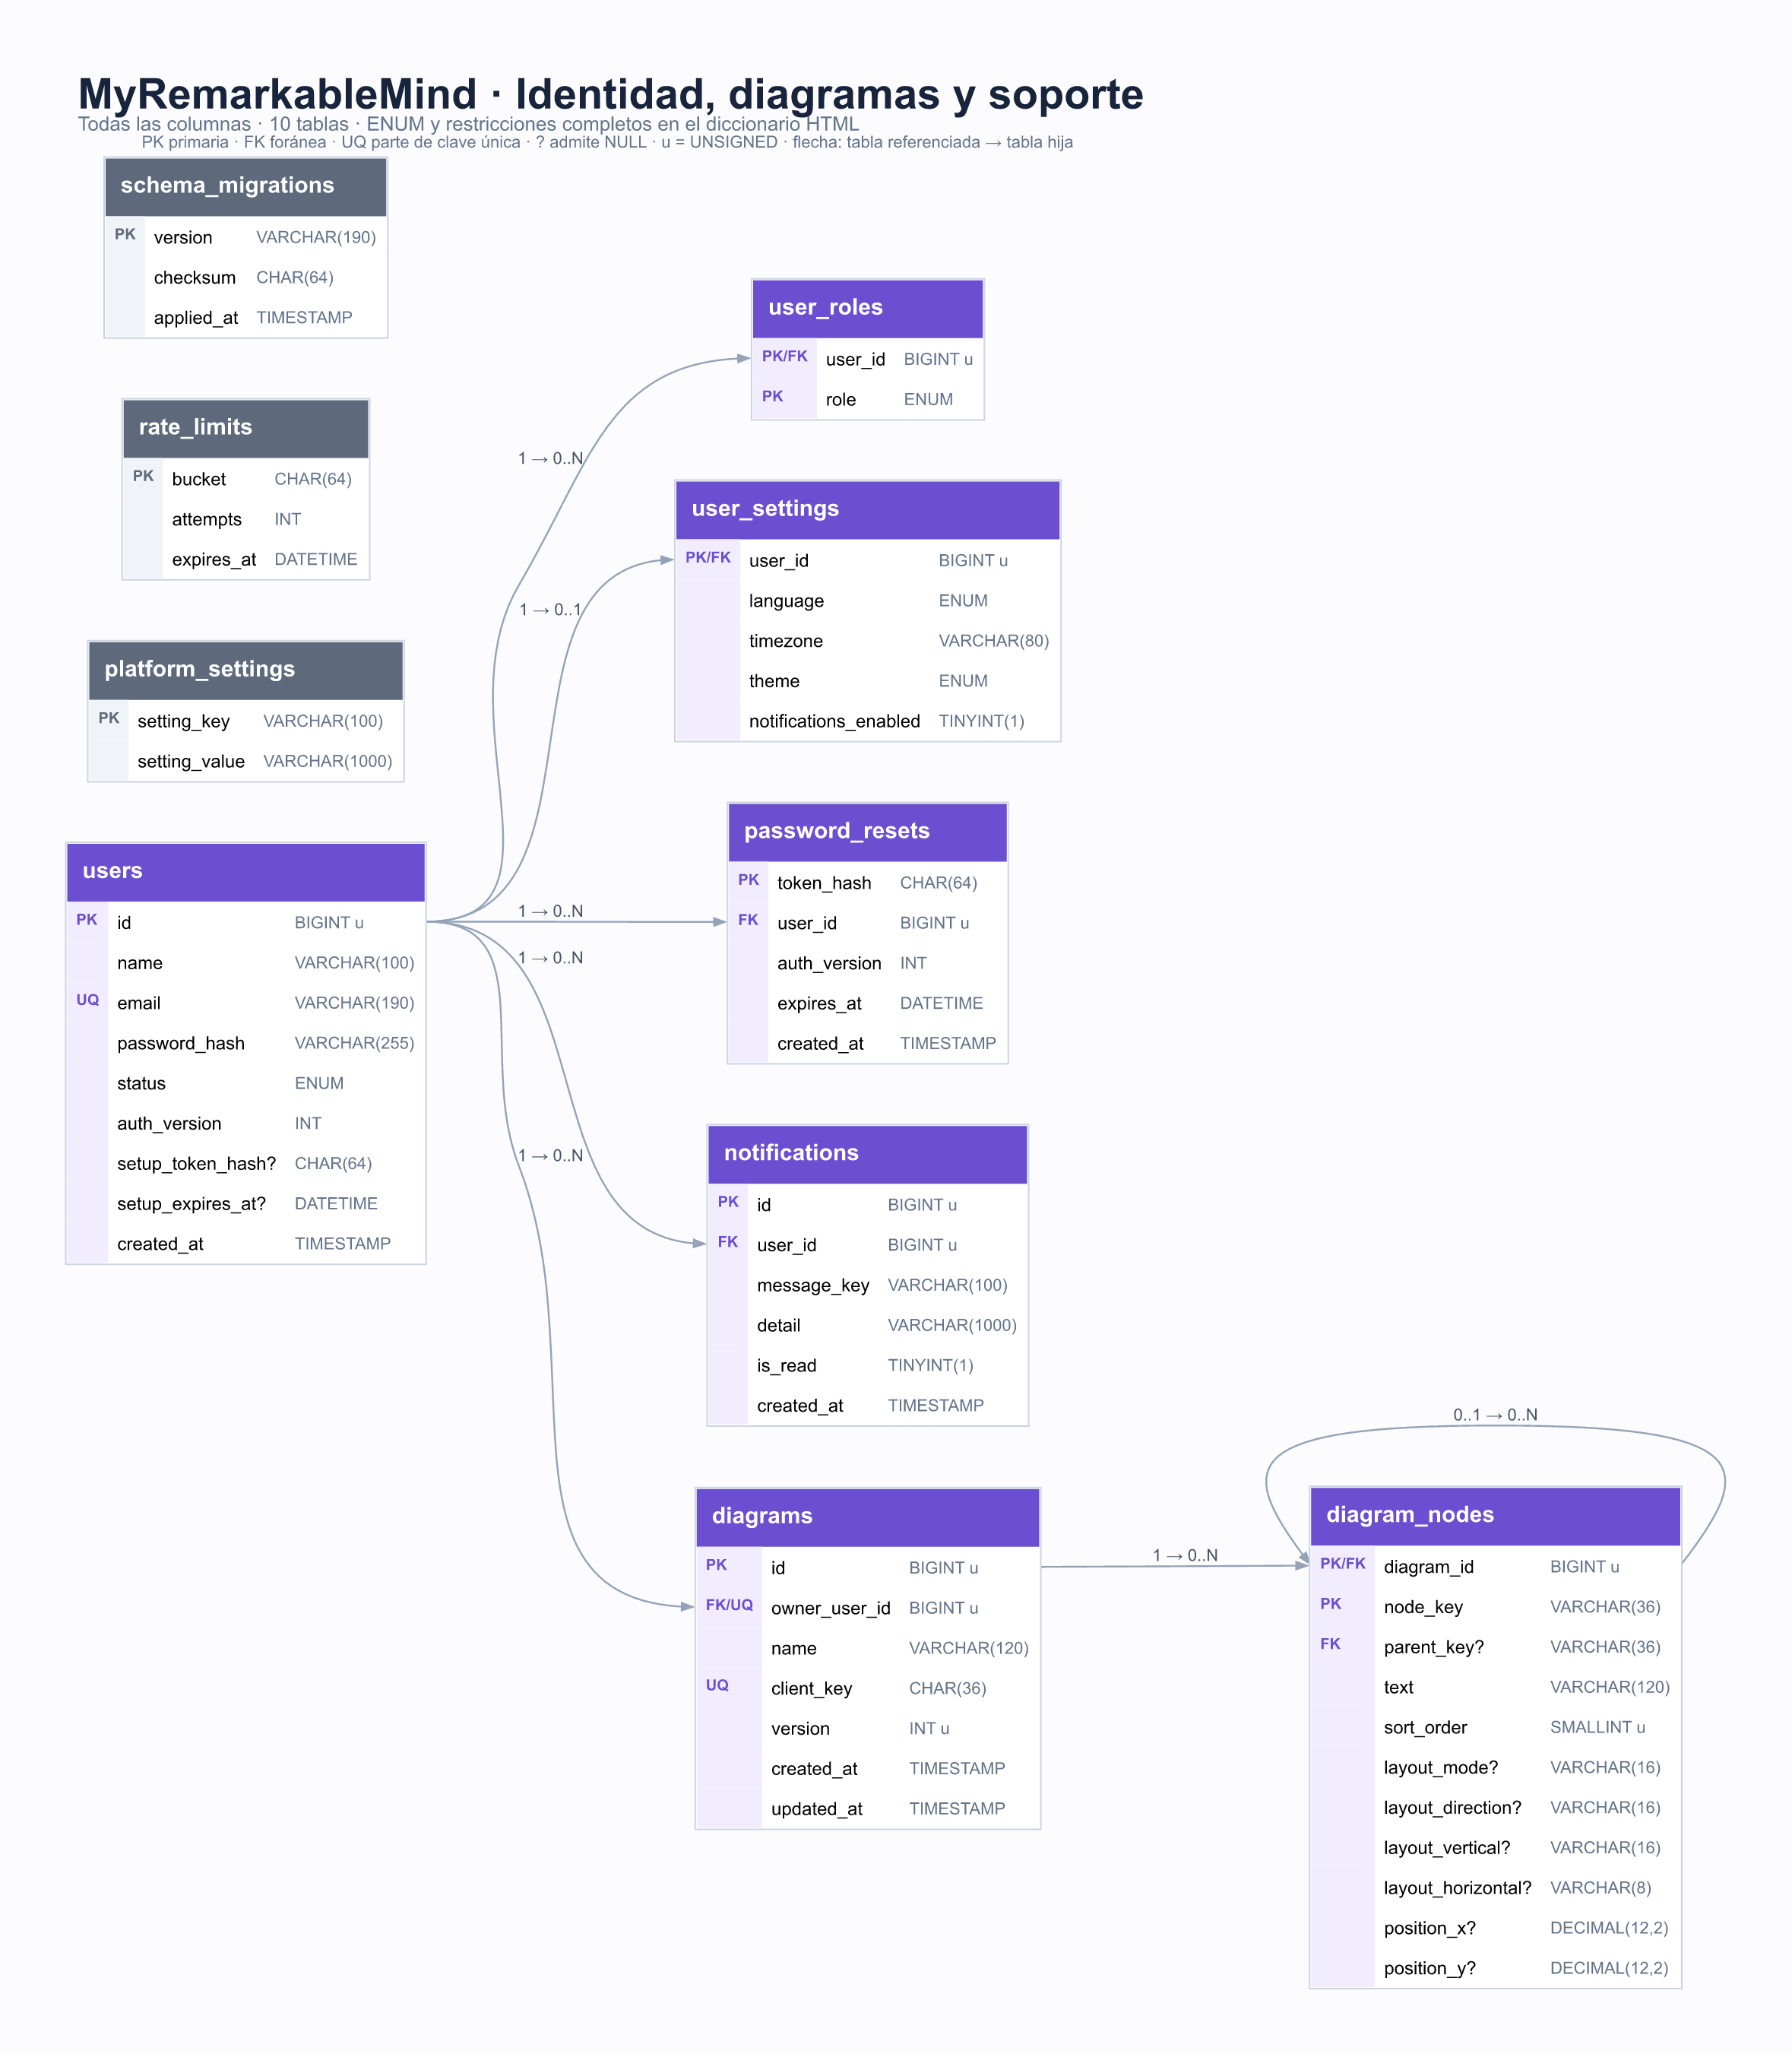 MyRemarkableMind · Identidad, diagramas y soporte
Todas las columnas · 10 tablas · ENUM y restricciones completos en el diccionario HTML
PK primaria · FK foránea · UQ parte de clave única · ? admite NULL · u = UNSIGNED · flecha: tabla referenciada → tabla hija
schema_migrations
PK version VARCHAR(190)
checksum CHAR(64)
applied_at TIMESTAMP
rate_limits
PK bucket CHAR(64)
attempts INT
expires_at DATETIME
platform_settings
PK setting_key VARCHAR(100)
setting_value VARCHAR(1000)
users
PK id BIGINT u
name VARCHAR(100)
UQ email VARCHAR(190)
password_hash VARCHAR(255)
status ENUM
auth_version INT
setup_token_hash? CHAR(64)
setup_expires_at? DATETIME
created_at TIMESTAMP
1 → 0..N
1 → 0..1
1 → 0..N
1 → 0..N
1 → 0..N
user_roles
PK/FK user_id BIGINT u
PK role ENUM
user_settings
PK/FK user_id BIGINT u
language ENUM
timezone VARCHAR(80)
theme ENUM
notifications_enabled TINYINT(1)
password_resets
PK token_hash CHAR(64)
FK user_id BIGINT u
auth_version INT
expires_at DATETIME
created_at TIMESTAMP
notifications
PK id BIGINT u
FK user_id BIGINT u
message_key VARCHAR(100)
detail VARCHAR(1000)
is_read TINYINT(1)
created_at TIMESTAMP
diagrams
PK id BIGINT u
FK/UQ owner_user_id BIGINT u
name VARCHAR(120)
UQ client_key CHAR(36)
version INT u
created_at TIMESTAMP
updated_at TIMESTAMP
1 → 0..N
0..1 → 0..N
diagram_nodes
PK/FK diagram_id BIGINT u
PK node_key VARCHAR(36)
FK parent_key? VARCHAR(36)
text VARCHAR(120)
sort_order SMALLINT u
layout_mode? VARCHAR(16)
layout_direction? VARCHAR(16)
layout_vertical? VARCHAR(16)
layout_horizontal? VARCHAR(8)
position_x? DECIMAL(12,2)
position_y? DECIMAL(12,2)